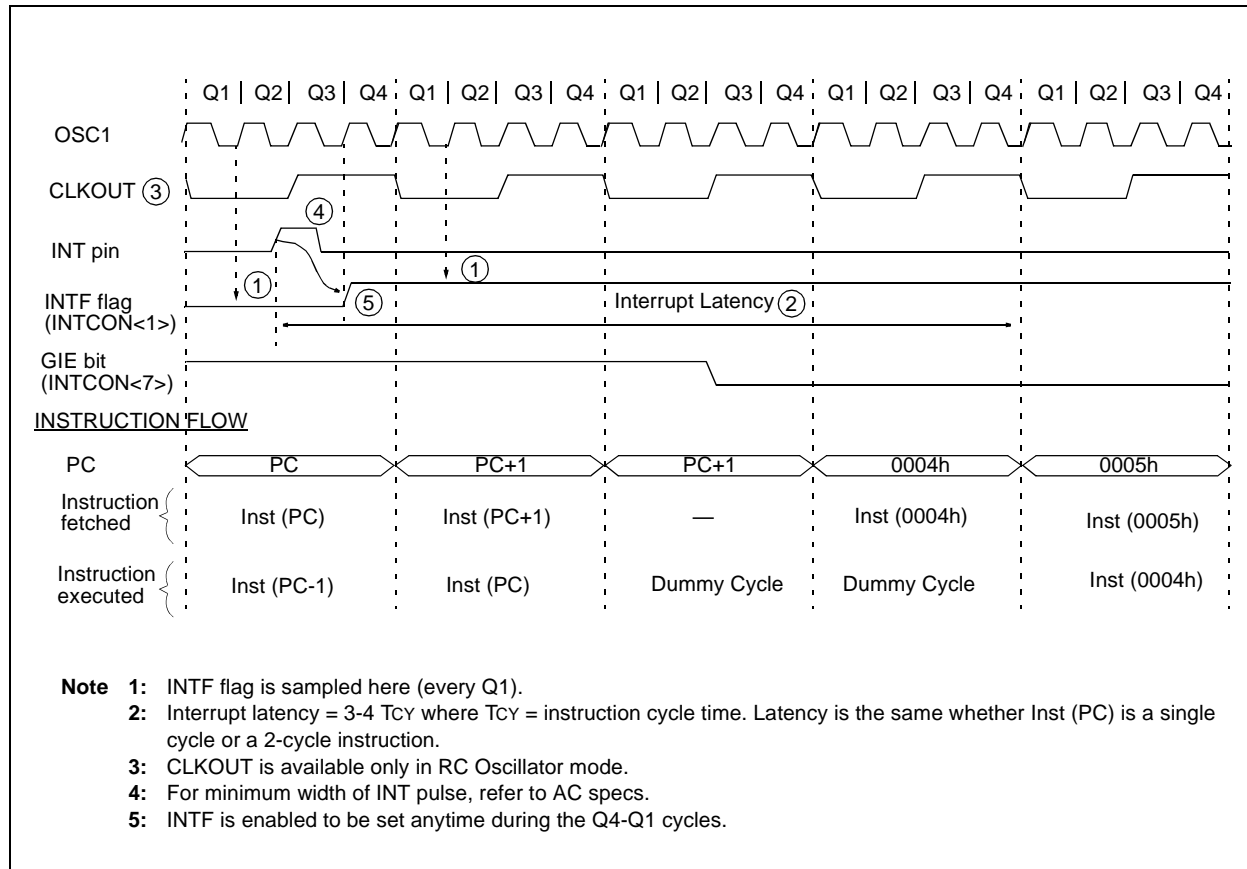 Q1 | Q2 | Q3 | Q4 Q1 | Q2 | Q3 | Q4 Q1 | Q2 | Q3 | Q4 Q1 | Q2 | Q3 | Q4 Q1 | Q2 | Q3 | Q4
OSC1
CLKOUT 3
4
INT pin
1 1
INTF flag 5 Interrupt Latency 2
(INTCON<1>)
GIE bit
(INTCON<7>)
INSTRUCTION FLOW
PC PC PC+1 PC+1 0004h 0005h
Instruction
fetched Inst (PC) Inst (PC+1) — Inst (0004h) Inst (0005h)
Instruction
executed Inst (PC-1) Inst (PC) Dummy Cycle Dummy Cycle Inst (0004h)
Note 1: INTF flag is sampled here (every Q1).
2: Interrupt latency = 3-4 TCY where TCY = instruction cycle time. Latency is the same whether Inst (PC) is a single
cycle or a 2-cycle instruction.
3: CLKOUT is available only in RC Oscillator mode.
4: For minimum width of INT pulse, refer to AC specs.
5: INTF is enabled to be set anytime during the Q4-Q1 cycles.